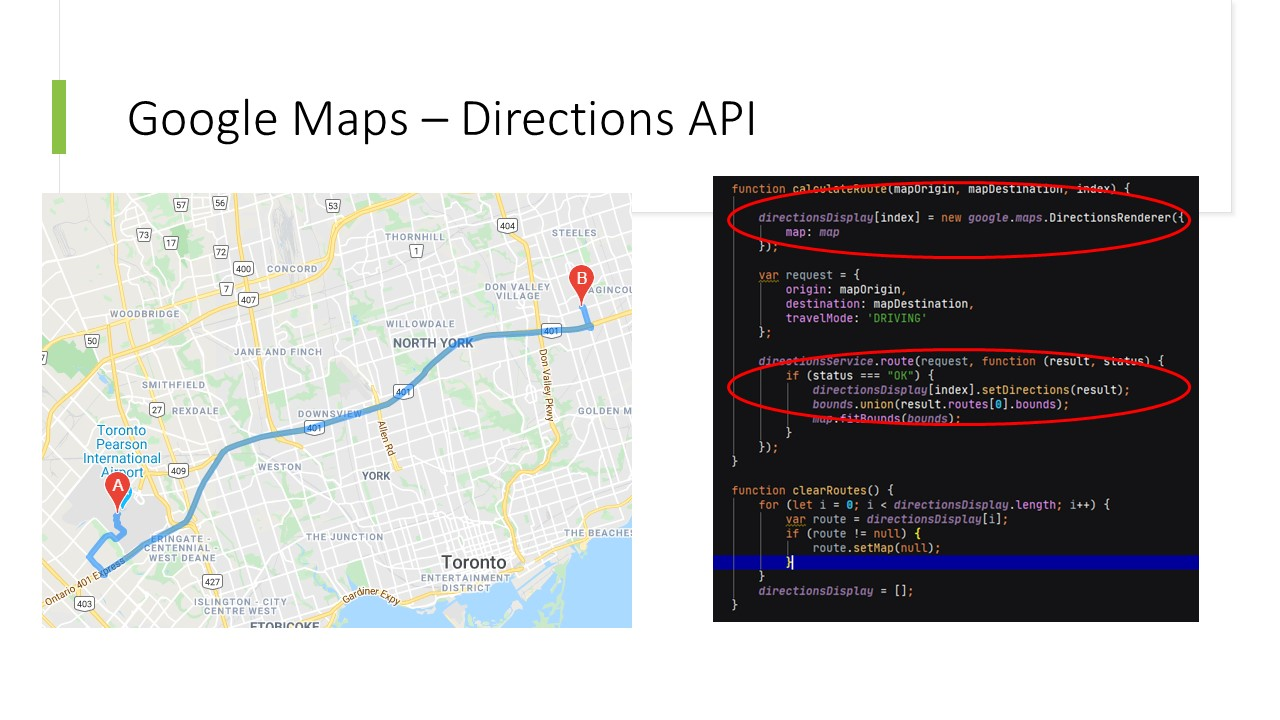 Google Maps – Directions API
57
56
53
404
STEELES
73
17
THORNHILL
1
72
400
CONCORD
7
407
DON VALLEY
VILLAGE
B
AGINCOU
WOODBRIDGE
WILLOWDALE
401
50
NORTH YORK
7
JANE AND FINCH
Don Valley Pkwy
SMITHFIELD
401
27
REXDALE
DOWNSVIEW
GOLDEN M
401
Allen Rd
Toronto
Pearson
International
Airport
409
WESTON
YORK
A
ERINGATE -
CENTENNIAL -
WEST DEANE
THE JUNCTION
THE BEACHES
Toronto
ENTERTAINMENT
DISTRICT
Ontario 401 Express
427
403
ISLINGTON - CITY
CENTRE WEST
Gardiner Expy
ETOBICOKE
function calculateRoute(mapOrigin, mapDestination, index) {
directionsDisplay[index] = new google.maps.DirectionsRenderer({
map: map
});
var request = {
origin: mapOrigin,
destination: mapDestination,
travelMode: 'DRIVING'
};
directionsService.route(request, function (result, status) {
if (status === "OK") {
directionsDisplay[index].setDirections(result);
bounds.union(result.routes[0].bounds);
map.fitBounds(bounds);
}
});
}
function clearRoutes() {
for (let i = 0; i < directionsDisplay.length; i++) {
var route = directionsDisplay[i];
if (route != null) {
route.setMap(null);
}
}
directionsDisplay = [];
}